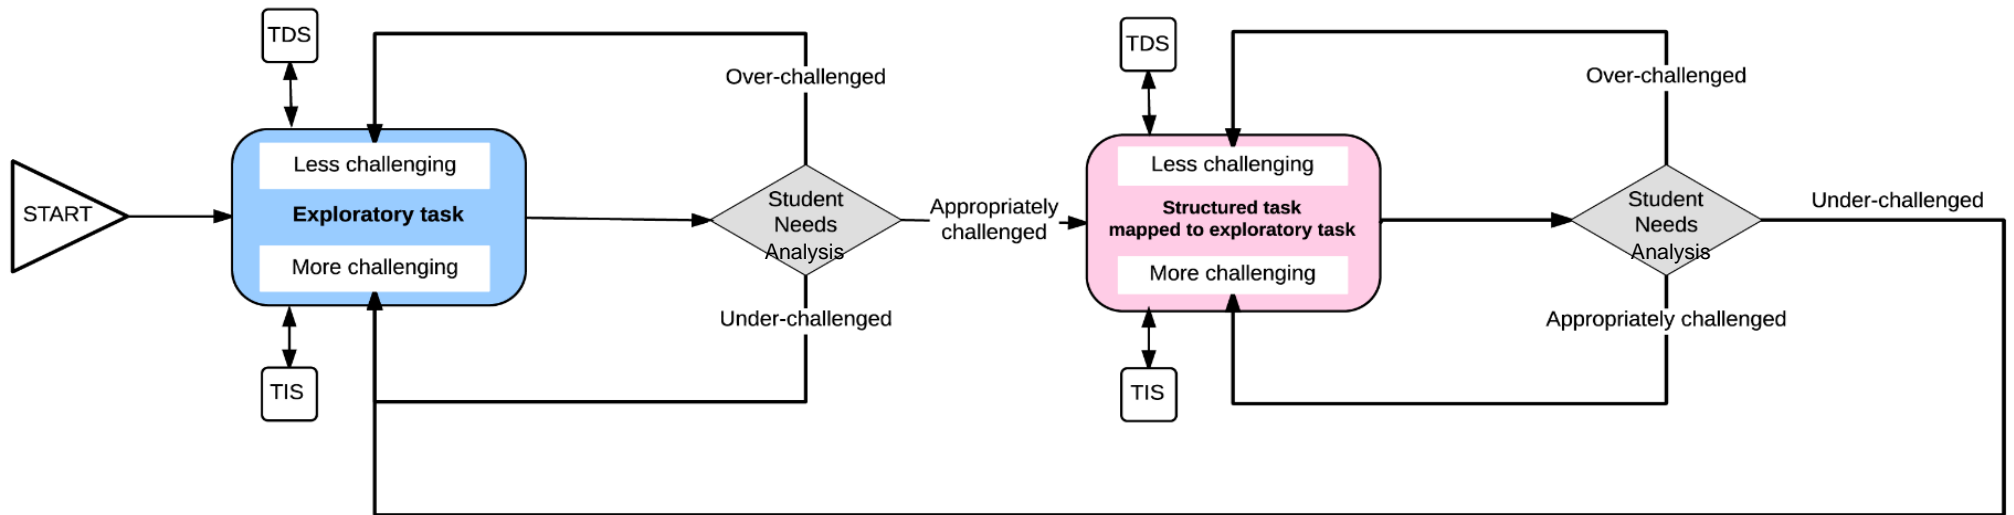 TDS
TDS
Over-challenged
Over-challenged
Less challenging
Less challenging
START
Exploratory task
Student
Needs
Analysis
Appropriately
challenged
Structured task
mapped to exploratory task
Student
Needs
Analysis
Under-challenged
More challenging
More challenging
Under-challenged
Appropriately challenged
TIS
TIS